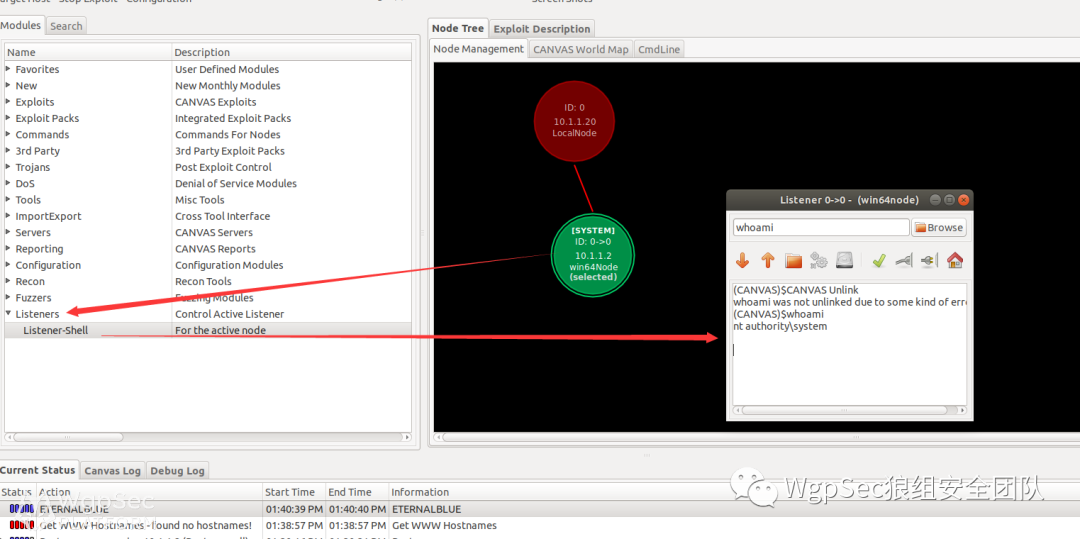 Target Host Stop Exploit Configuration
Screen Shots
Modules Search
Name Description
Favorites User Defined Modules
New New Monthly Modules
Exploits CANVAS Exploits
Exploit Packs Integrated Exploit Packs
Commands Commands For Nodes
3rd Party 3rd Party Exploit Packs
Trojans Post Exploit Control
DoS Denial of Service Modules
Tools Misc Tools
ImportExport Cross Tool Interface
Servers CANVAS Servers
Reporting CANVAS Reports
Configuration Configuration Modules
Recon Recon Tools
Fuzzers Fuzzing Modules
Listeners Control Active Listener
Listener-Shell For the active node
Node Tree Exploit Description
Node Management CANVAS World Map CmdLine
ID: 0
10.1.1.20
LocalNode
[SYSTEM]
ID: 0->0
10.1.1.2
win64Node
(selected)
Listener 0->0 - (win64node)
whoami Browse
(CANVAS)$CANVAS Unlink
whoami was not unlinked due to some kind of erro
(CANVAS)$whoami
nt authority\system
Current Status Canvas Log Debug Log
Status Action Start Time End Time Information
ETERNALBLUE 01:40:39 PM 01:40:40 PM ETERNALBLUE
Get WWW Hostnames - found no hostnames! 01:38:57 PM 01:38:57 PM Get WWW Hostnames
WgpSec
WgpSec狼组安全团队